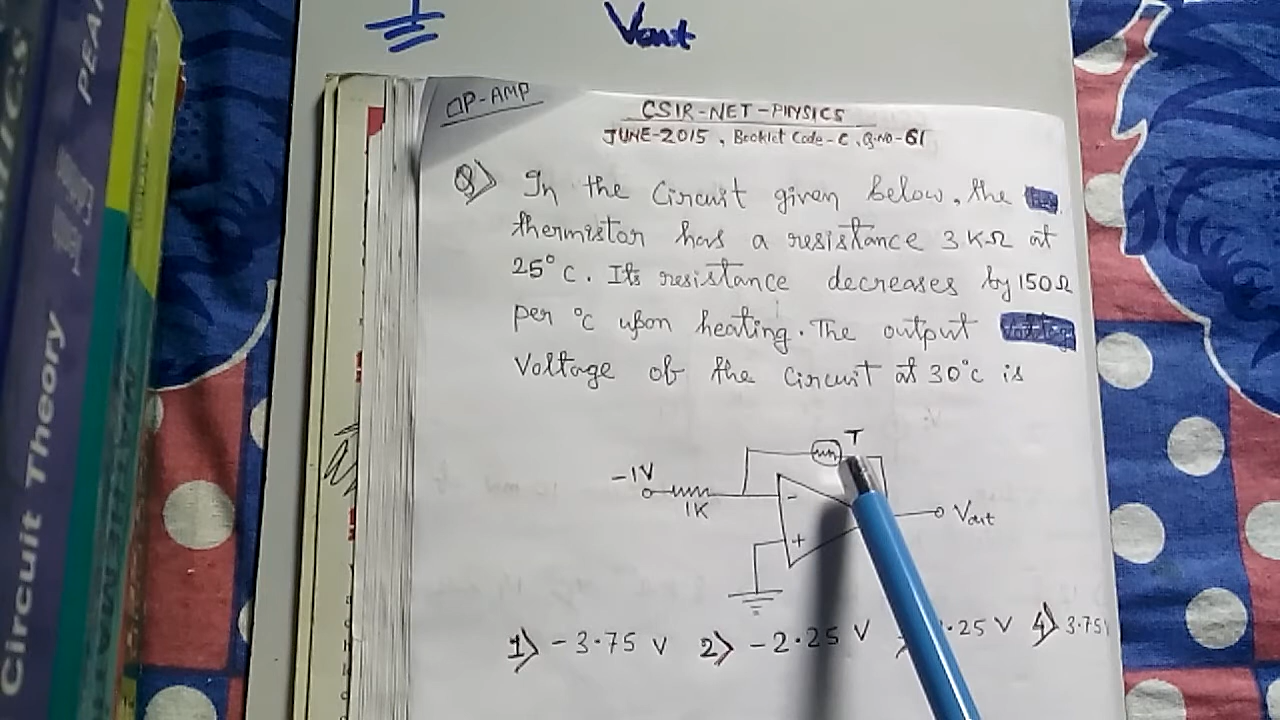 Vout
OP-AMP
CSIR-NET-PHYSICS
JUNE-2015, Booklet Code-C, Q.NO-61
Q> In the circuit given below, the
thermistor has a resistance 3 KΩ at
25°C. Its resistance decreases by 150Ω
per °C upon heating. The output
Voltage of the circuit at 30°C is
T
-1V
1K
-
+
Vout
1> -3.75 V 2> -2.25 V .25 V 4> 3.75V
Circuit Theory
PEAR